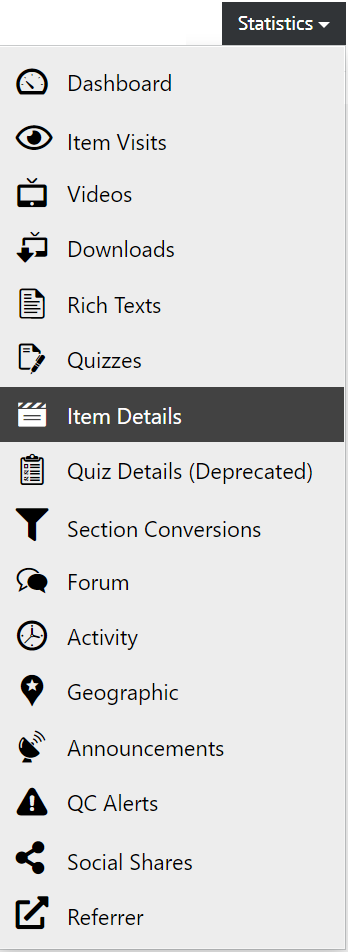 Statistics
Dashboard
Item Visits
Videos
Downloads
Rich Texts
Quizzes
Item Details
Quiz Details (Deprecated)
Section Conversions
Forum
Activity
Geographic
Announcements
QC Alerts
Social Shares
Referrer